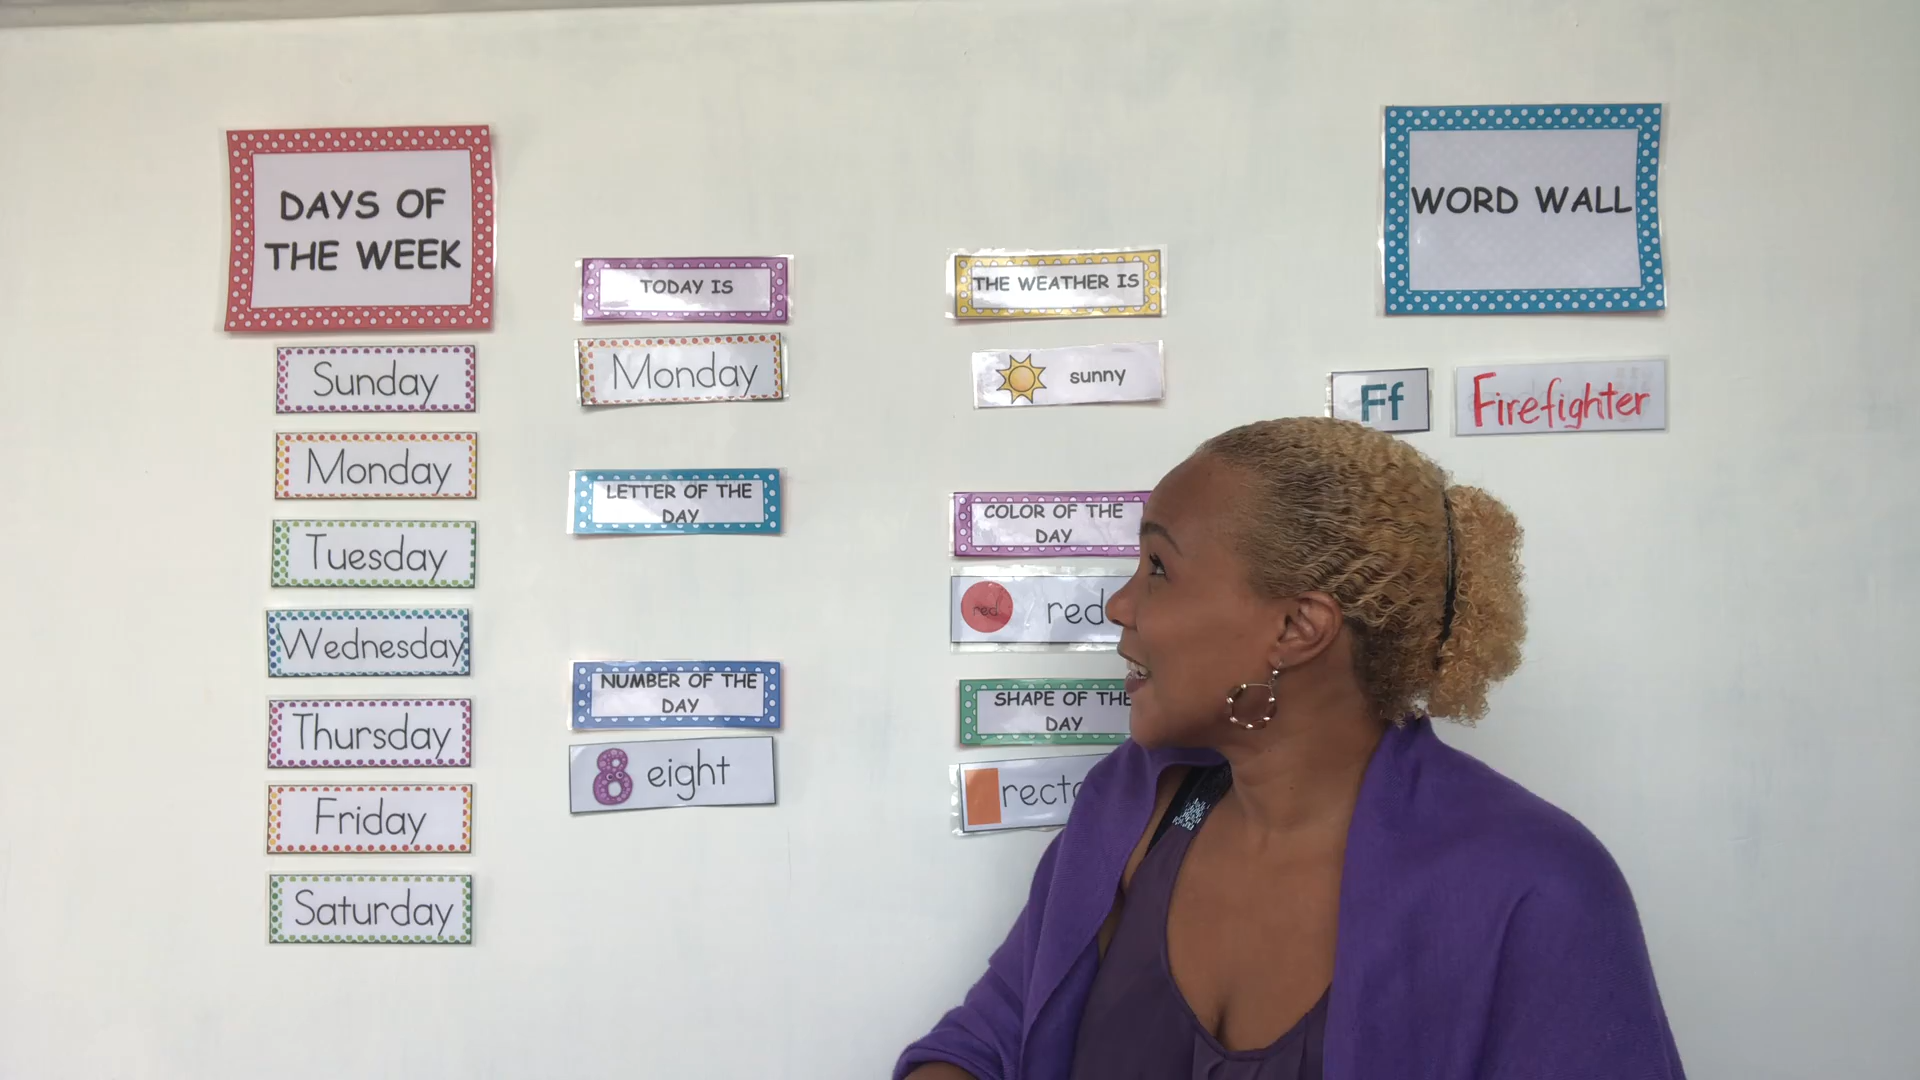 DAYS OF
THE WEEK
Sunday
Monday
Tuesday
Wednesday
Thursday
Friday
Saturday
TODAY IS
Monday
LETTER OF THE
DAY
NUMBER OF THE
DAY
8 eight
THE WEATHER IS
sunny
COLOR OF THE
DAY
red red
SHAPE OF THE
DAY
WORD WALL
Ff
Firefighter